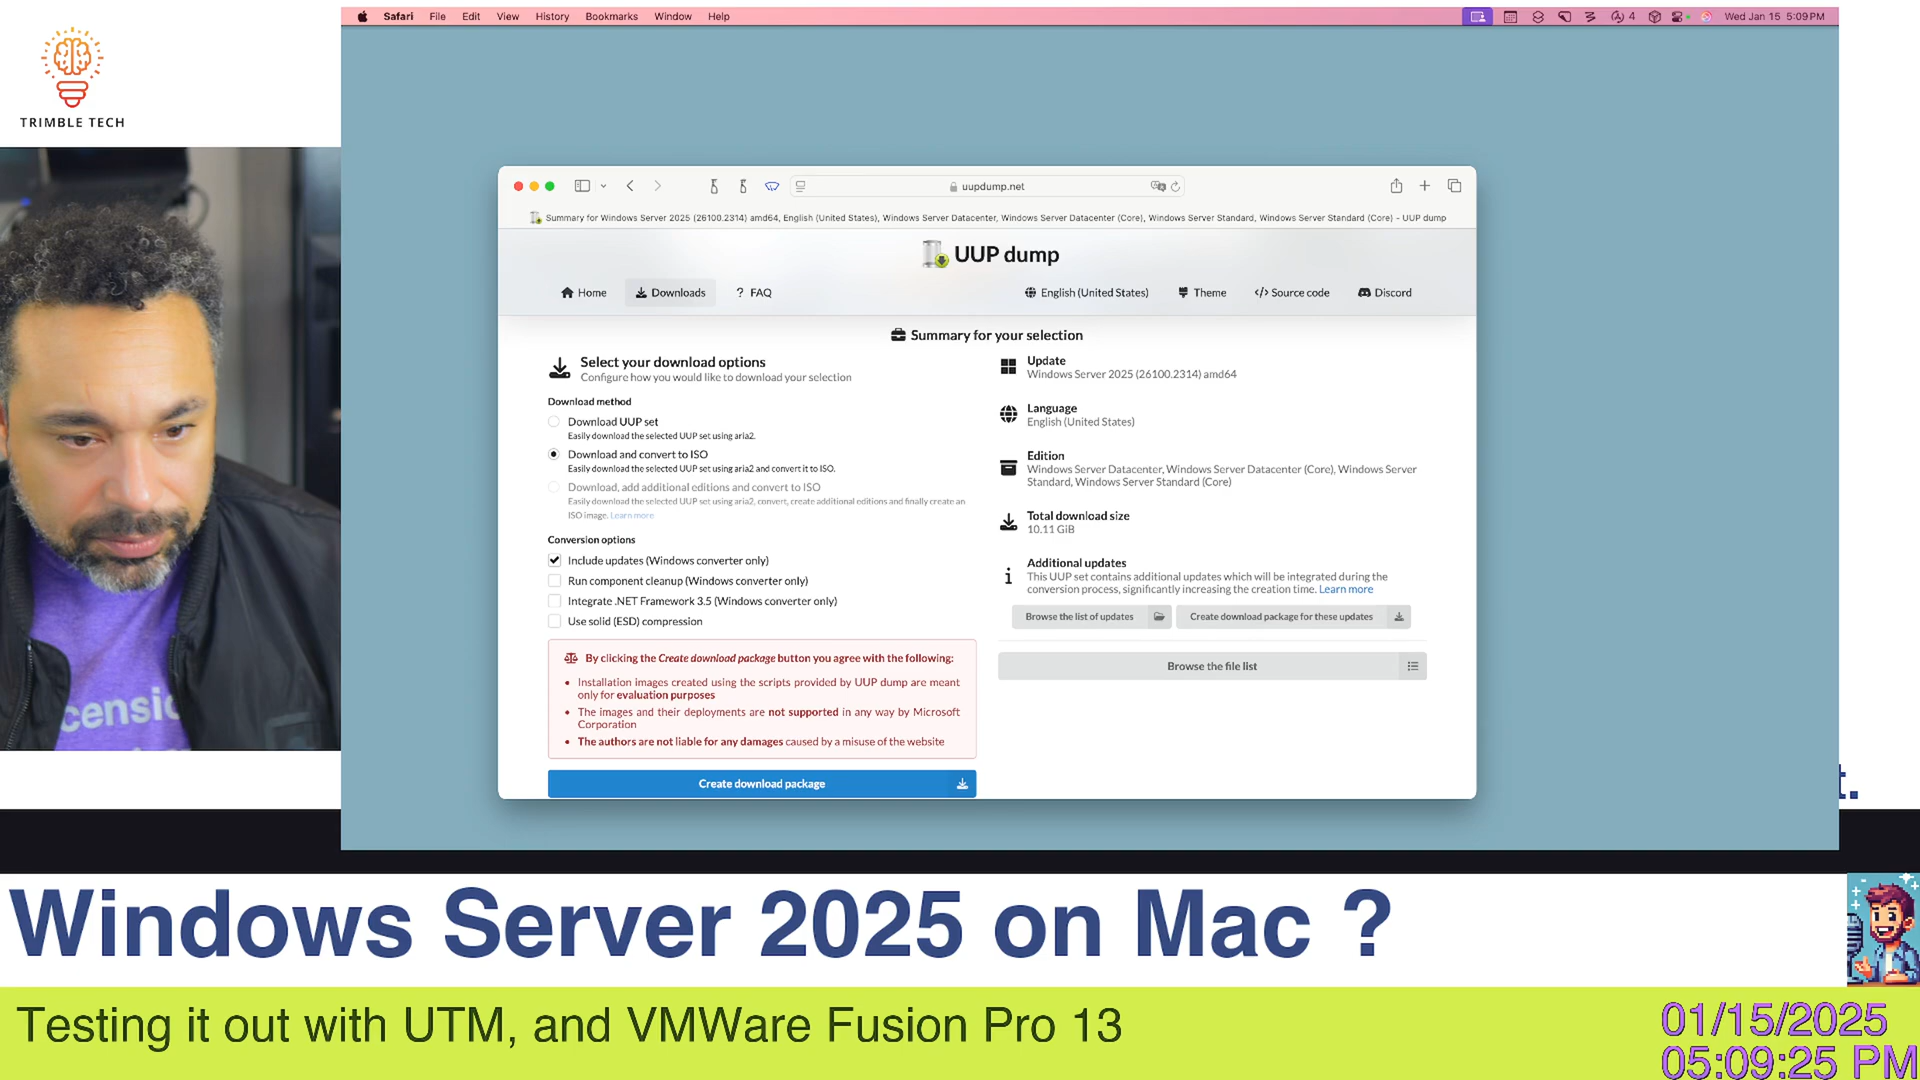 TRIMBLE TECH
Safari File Edit View History Bookmarks Window Help
4 Wed Jan 15 5:09 PM
uupdump.net
Summary for Windows Server 2025 (26100.2314) amd64, English (United States), Windows Server Datacenter, Windows Server Datacenter (Core), Windows Server Standard, Windows Server Standard (Core) - UUP dump
UUP dump
Home Downloads ? FAQ English (United States) Theme </> Source code Discord
Summary for your selection
Select your download options
Configure how you would like to download your selection
Download method
Download UUP set
Easily download the selected UUP set using aria2.
Download and convert to ISO
Easily download the selected UUP set using aria2 and convert it to ISO.
Download, add additional editions and convert to ISO
Easily download the selected UUP set using aria2, convert, create additional editions and finally create an
ISO image. Learn more
Conversion options
Include updates (Windows converter only)
Run component cleanup (Windows converter only)
Integrate .NET Framework 3.5 (Windows converter only)
Use solid (ESD) compression
By clicking the Create download package button you agree with the following:
• Installation images created using the scripts provided by UUP dump are meant
only for evaluation purposes
• The images and their deployments are not supported in any way by Microsoft
Corporation
• The authors are not liable for any damages caused by a misuse of the website
Create download package
Update
Windows Server 2025 (26100.2314) amd64
Language
English (United States)
Edition
Windows Server Datacenter, Windows Server Datacenter (Core), Windows Server
Standard, Windows Server Standard (Core)
Total download size
10.11 GiB
Additional updates
This UUP set contains additional updates which will be integrated during the
conversion process, significantly increasing the creation time. Learn more
Browse the list of updates Create download package for these updates
Browse the file list
censi
t.
Windows Server 2025 on Mac ?
Testing it out with UTM, and VMWare Fusion Pro 13
01/15/2025
05:09:25 PM